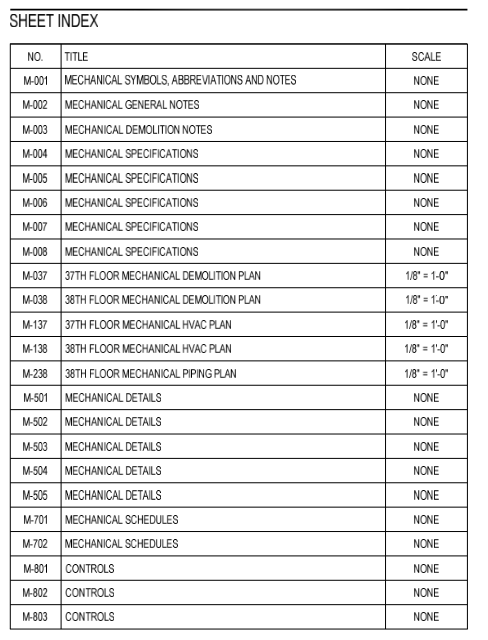 SHEET INDEX
NO. TITLE SCALE
M-001 MECHANICAL SYMBOLS, ABBREVIATIONS AND NOTES NONE
M-002 MECHANICAL GENERAL NOTES NONE
M-003 MECHANICAL DEMOLITION NOTES NONE
M-004 MECHANICAL SPECIFICATIONS NONE
M-005 MECHANICAL SPECIFICATIONS NONE
M-006 MECHANICAL SPECIFICATIONS NONE
M-007 MECHANICAL SPECIFICATIONS NONE
M-008 MECHANICAL SPECIFICATIONS NONE
M-037 37TH FLOOR MECHANICAL DEMOLITION PLAN 1/8" = 1-0"
M-038 38TH FLOOR MECHANICAL DEMOLITION PLAN 1/8" = 1'-0"
M-137 37TH FLOOR MECHANICAL HVAC PLAN 1/8" = 1'-0"
M-138 38TH FLOOR MECHANICAL HVAC PLAN 1/8" = 1'-0"
M-238 38TH FLOOR MECHANICAL PIPING PLAN 1/8" = 1'-0"
M-501 MECHANICAL DETAILS NONE
M-502 MECHANICAL DETAILS NONE
M-503 MECHANICAL DETAILS NONE
M-504 MECHANICAL DETAILS NONE
M-505 MECHANICAL DETAILS NONE
M-701 MECHANICAL SCHEDULES NONE
M-702 MECHANICAL SCHEDULES NONE
M-801 CONTROLS NONE
M-802 CONTROLS NONE
M-803 CONTROLS NONE